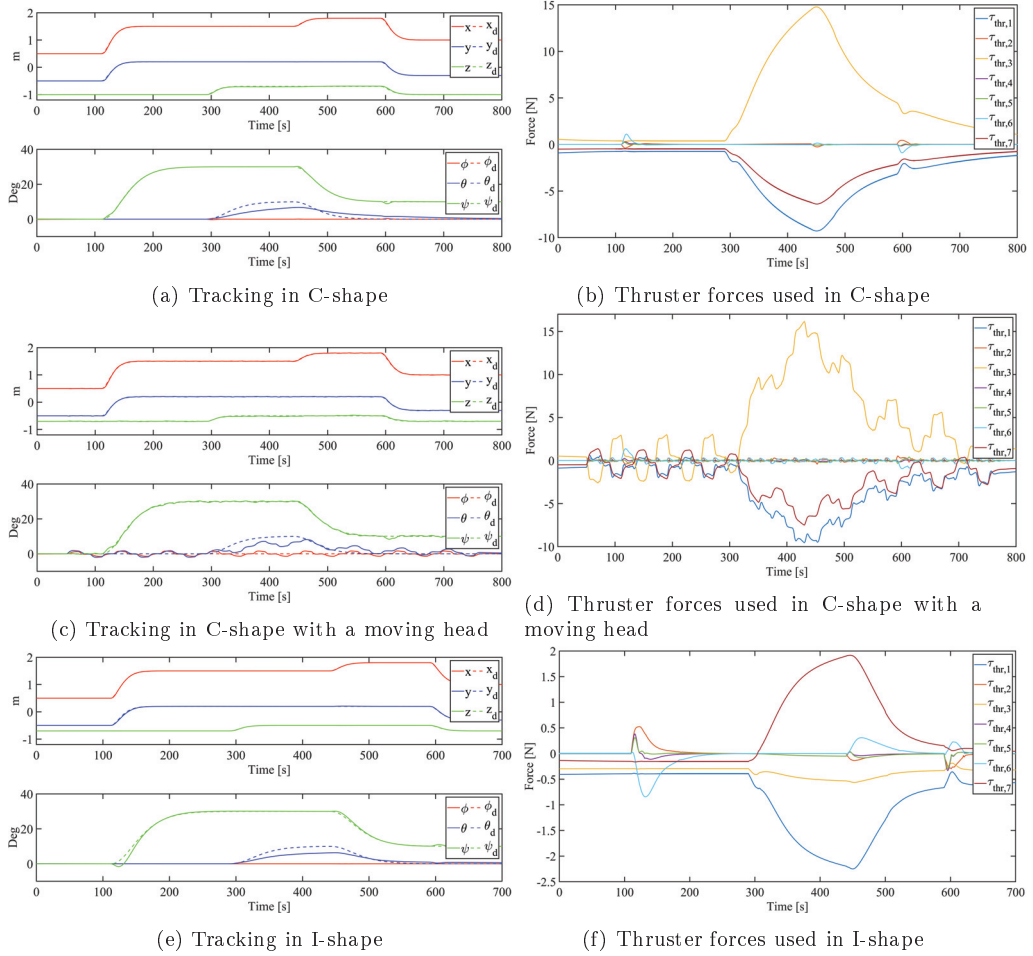 2
1
0
-1
m
x -- x_d
y -- y_d
z -- z_d
0 100 200 300 400 500 600 700 800
Time [s]
40
20
0
Deg
ϕ -- ϕ_d
θ -- θ_d
ψ -- ψ_d
0 100 200 300 400 500 600 700 800
Time [s]
(a) Tracking in C-shape
15
10
5
0
-5
-10
Force [N]
τ_thr,1
τ_thr,2
τ_thr,3
τ_thr,4
τ_thr,5
τ_thr,6
τ_thr,7
0 100 200 300 400 500 600 700 800
Time [s]
(b) Thruster forces used in C-shape
2
1
0
-1
m
x -- x_d
y -- y_d
z -- z_d
0 100 200 300 400 500 600 700 800
Time [s]
40
20
0
Deg
ϕ -- ϕ_d
θ -- θ_d
ψ -- ψ_d
0 100 200 300 400 500 600 700 800
Time [s]
(c) Tracking in C-shape with a moving head
15
10
5
0
-5
-10
Force [N]
τ_thr,1
τ_thr,2
τ_thr,3
τ_thr,4
τ_thr,5
τ_thr,6
τ_thr,7
0 100 200 300 400 500 600 700 800
Time [s]
(d) Thruster forces used in C-shape with a
moving head
2
1
0
-1
m
x -- x_d
y -- y_d
z -- z_d
0 100 200 300 400 500 600 700 800
Time [s]
40
20
0
Deg
ϕ -- ϕ_d
θ -- θ_d
ψ -- ψ_d
0 100 200 300 400 500 600 700 800
Time [s]
(e) Tracking in I-shape
2
1.5
1
0.5
0
-0.5
-1
-1.5
-2
-2.5
Force [N]
τ_thr,1
τ_thr,2
τ_thr,3
τ_thr,4
τ_thr,5
τ_thr,6
τ_thr,7
0 100 200 300 400 500 600 700
Time [s]
(f) Thruster forces used in I-shape